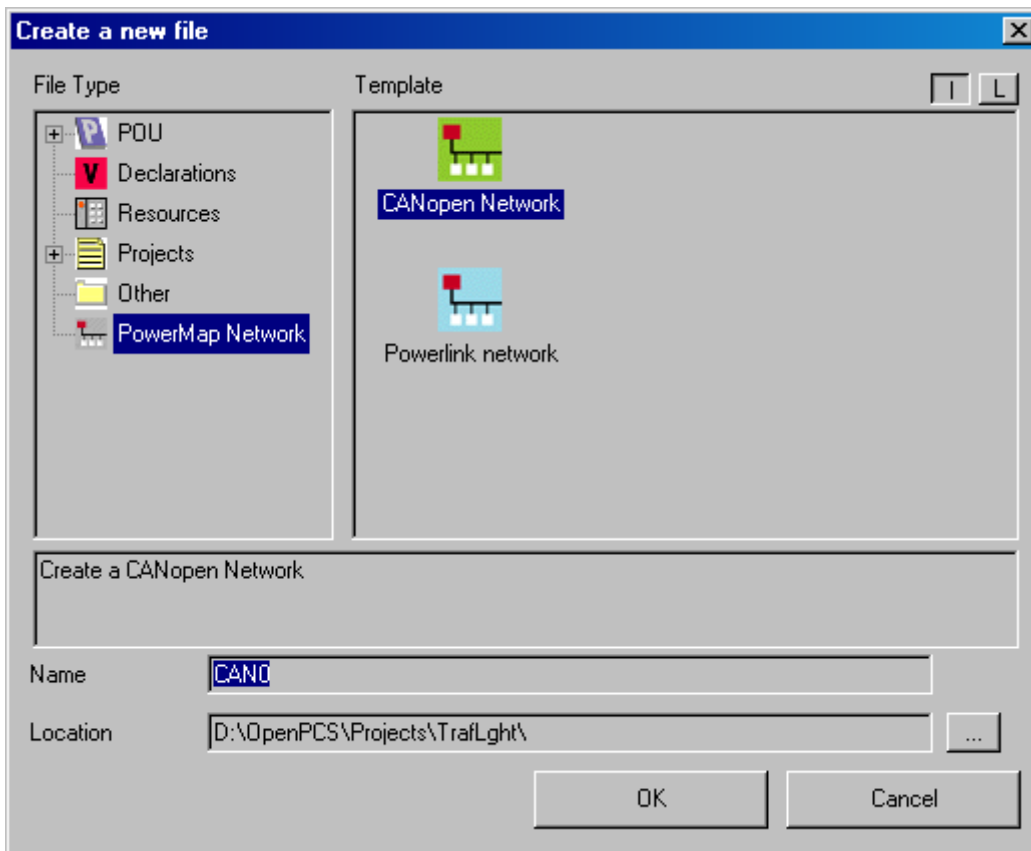 Create a new file
File Type
Template
I
L
POU
Declarations
Resources
Projects
Other
PowerMap Network
CANopen Network
Powerlink network
Create a CANopen Network
Name
CAN0
Location
D:\OpenPCS\Projects\TrafLght\
...
OK
Cancel